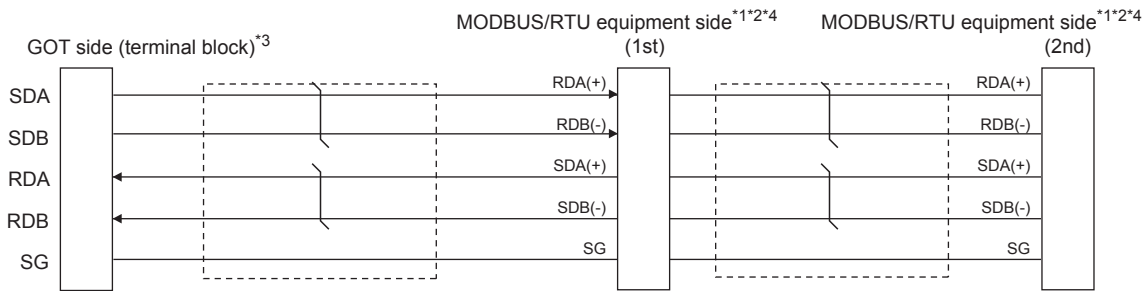 MODBUS/RTU equipment side*1*2*4
(1st)
MODBUS/RTU equipment side*1*2*4
(2nd)
GOT side (terminal block)*3
SDA
RDA(+)
RDA(+)
SDB
RDB(-)
RDB(-)
RDA
SDA(+)
SDA(+)
RDB
SDB(-)
SDB(-)
SG
SG
SG